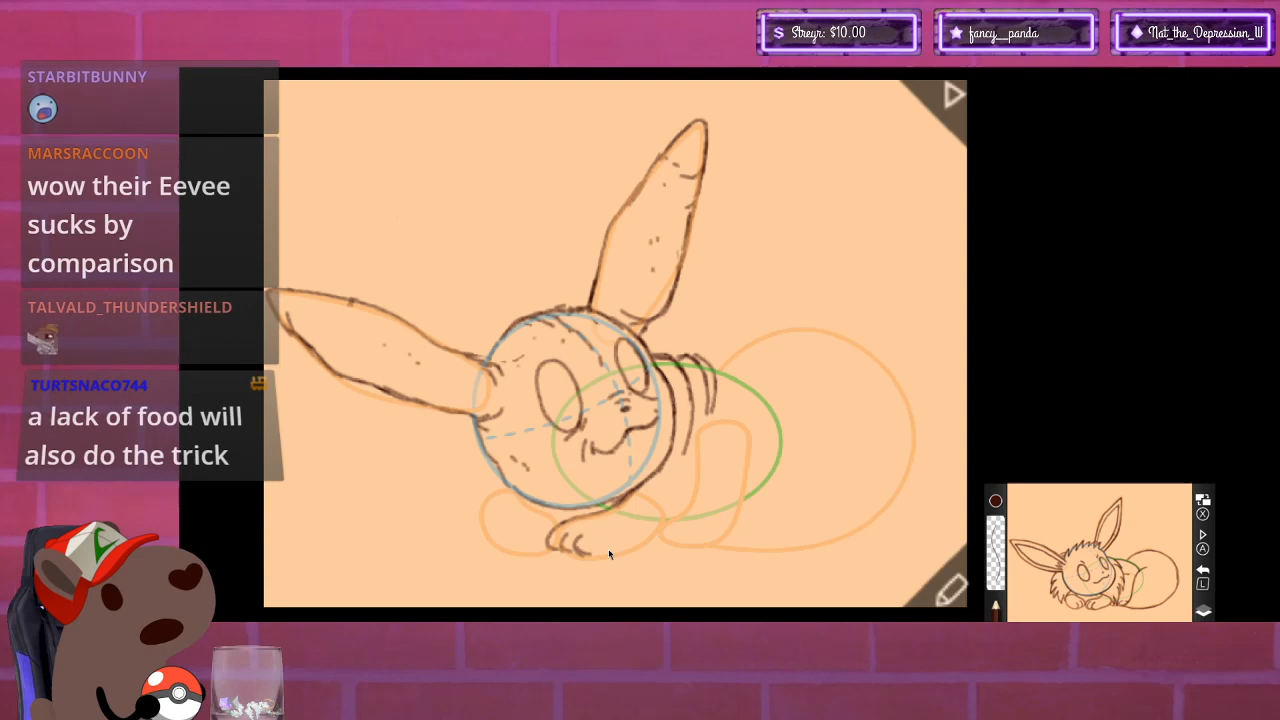 Streyr: $10.00
fancy__panda
Nat_the_Depression_W
STARBITBUNNY
MARSRACCOON
wow their Eevee
sucks by
comparison
TALVALD_THUNDERSHIELD
TURTSNACO744
a lack of food will
also do the trick
X
A
L